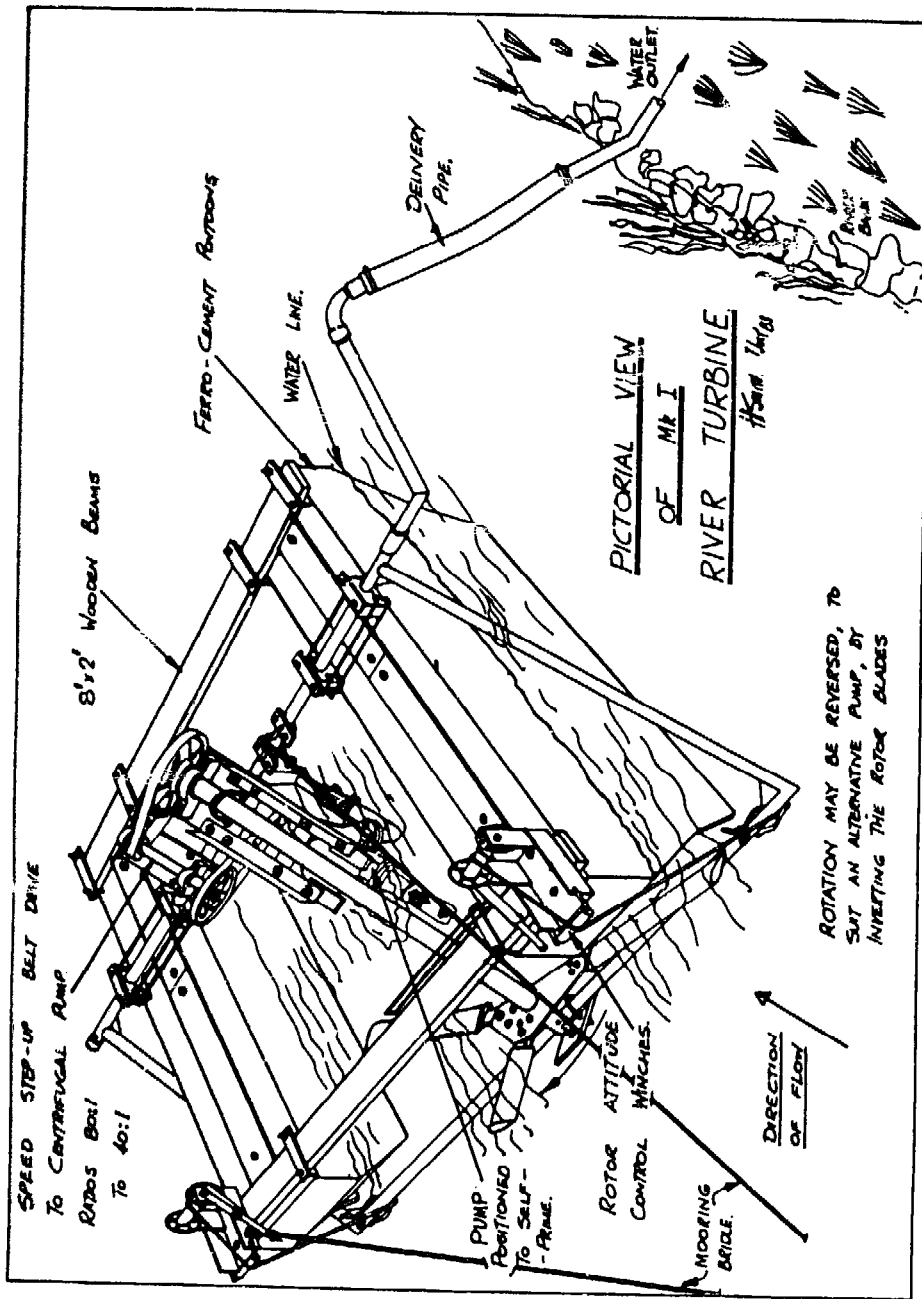 SPEED STEP-UP BELT DRIVE
TO CENTRIFUGAL PUMP
RATIOS 80:1
TO 40:1
8'x2' WOODEN BEAMS
FERRO-CEMENT PONTOONS
WATER LINE.
DELIVERY
PIPE.
WATER
OUTLET.
BANK
PUMP
POSITIONED
TO SELF-
-PRIME.
ROTOR ATTITUDE
CONTROL WINCHES.
MOORING
BRIDLE.
DIRECTION
OF FLOW
ROTATION MAY BE REVERSED, TO
SUIT AN ALTERNATIVE PUMP, BY
INVERTING THE ROTOR BLADES
PICTORIAL VIEW
OF Mk I
RIVER TURBINE